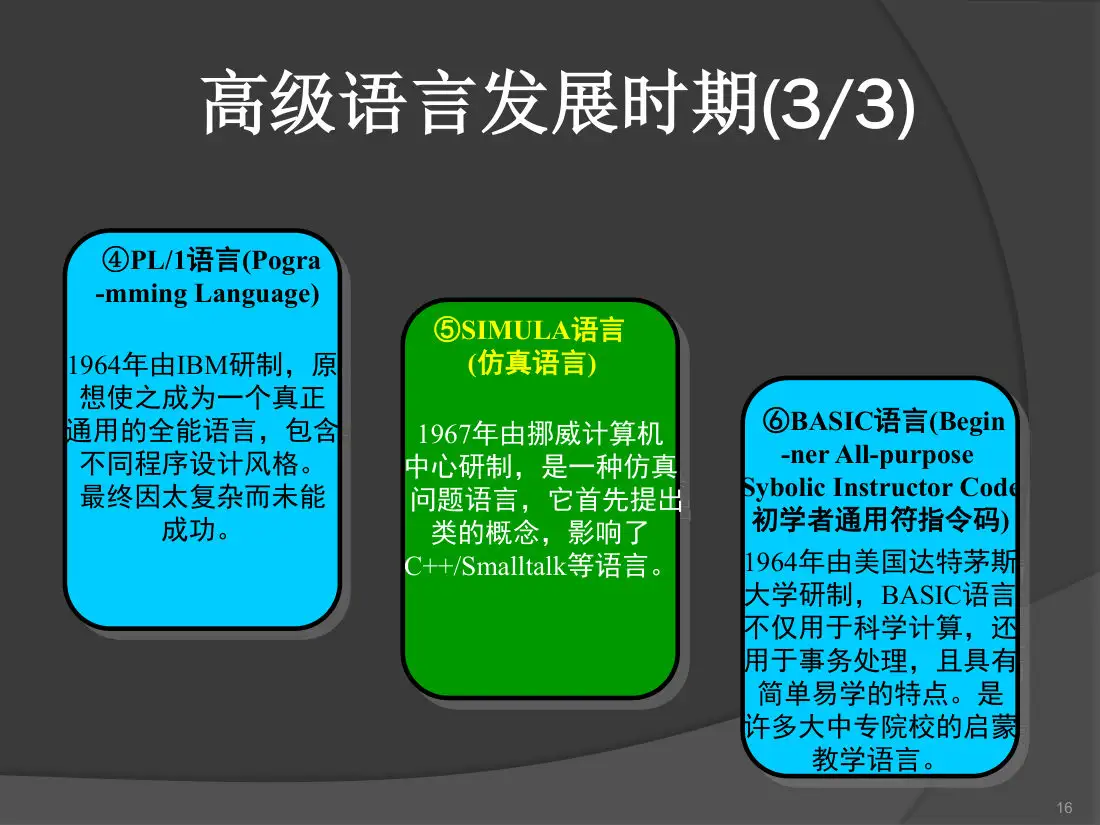 高级语言发展时期(3/3)
④PL/1语言(Pogra
-mming Language)
1964年由IBM研制，原
想使之成为一个真正
通用的全能语言，包含
不同程序设计风格。
最终因太复杂而未能
成功。
⑤SIMULA语言
(仿真语言)
1967年由挪威计算机
中心研制，是一种仿真
问题语言，它首先提出
类的概念，影响了
C++/Smalltalk等语言。
⑥BASIC语言(Begin
-ner All-purpose
Sybolic Instructor Code
初学者通用符指令码)
1964年由美国达特茅斯
大学研制，BASIC语言
不仅用于科学计算，还
用于事务处理，且具有
简单易学的特点。是
许多大中专院校的启蒙
教学语言。
16